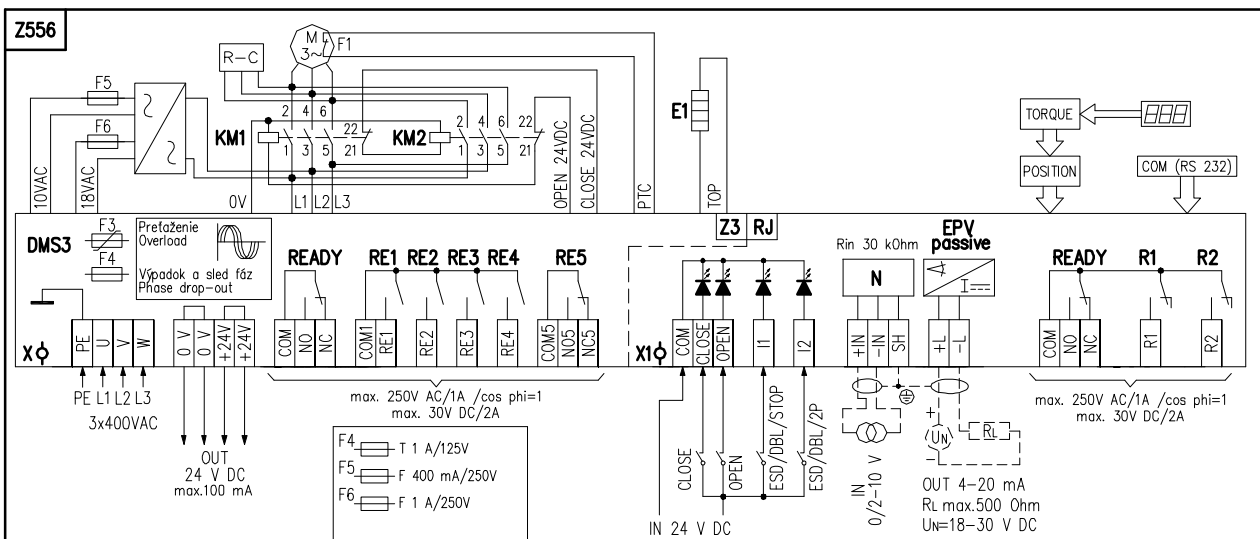 Z556
R-C
M
3~
F1
F5
F6
2 4 6
22
KM1
1 3 5
21
KM2
2 4 6
22
1 3 5
21
E1
TORQUE
POSITION
COM (RS 232)
10VAC
18VAC
0V
L1 L2 L3
OPEN 24VDC
CLOSE 24VDC
PTC
TOP
DMS3
F3
F4
Preťaženie
Overload
Výpadok a sled fáz
Phase drop-out
READY
RE1 RE2 RE3 RE4
RE5
Z3 RJ
Rin 30 kOhm
N
EPV
passive
I
READY
R1
R2
X
PE U V W
0 V 0 V +24V +24V
COM NO NC
COM1 RE1
RE2
RE3
RE4
COM5 NO5 NC5
X1
COM CLOSE OPEN
I1
I2
+IN -IN SH
+L -L
COM NO NC
R1
R2
PE L1 L2 L3
3x400VAC
OUT
24 V DC
max.100 mA
max. 250V AC/1A /cos phi=1
max. 30V DC/2A
F4 T 1 A/125V
F5 F 400 mA/250V
F6 F 1 A/250V
CLOSE
OPEN
ESD/DBL/STOP
ESD/DBL/2P
IN 24 V DC
IN
0/2-10 V
+
UN
-
RL
OUT 4-20 mA
RL max.500 Ohm
UN=18-30 V DC
max. 250V AC/1A /cos phi=1
max. 30V DC/2A